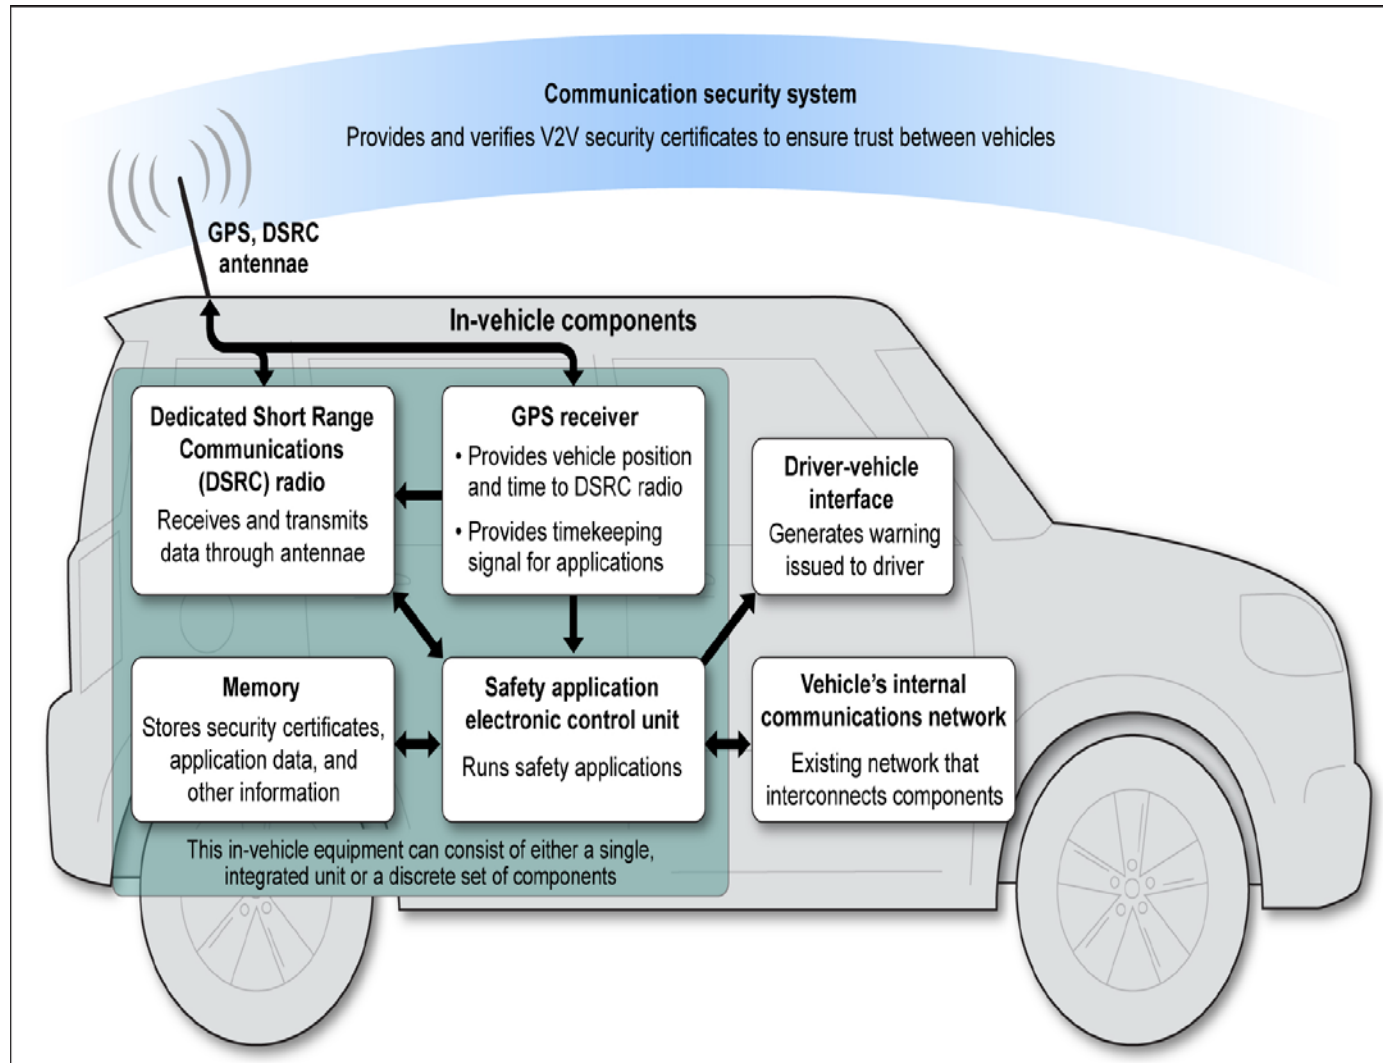 Communication security system
Provides and verifies V2V security certificates to ensure trust between vehicles
GPS, DSRC
antennae
In-vehicle components
Dedicated Short Range
Communications
(DSRC) radio
Receives and transmits
data through antennae
GPS receiver
• Provides vehicle position
and time to DSRC radio
• Provides timekeeping
signal for applications
Driver-vehicle
interface
Generates warning
issued to driver
Memory
Stores security certificates,
application data, and
other information
Safety application
electronic control unit
Runs safety applications
Vehicle's internal
communications network
Existing network that
interconnects components
This in-vehicle equipment can consist of either a single,
integrated unit or a discrete set of components